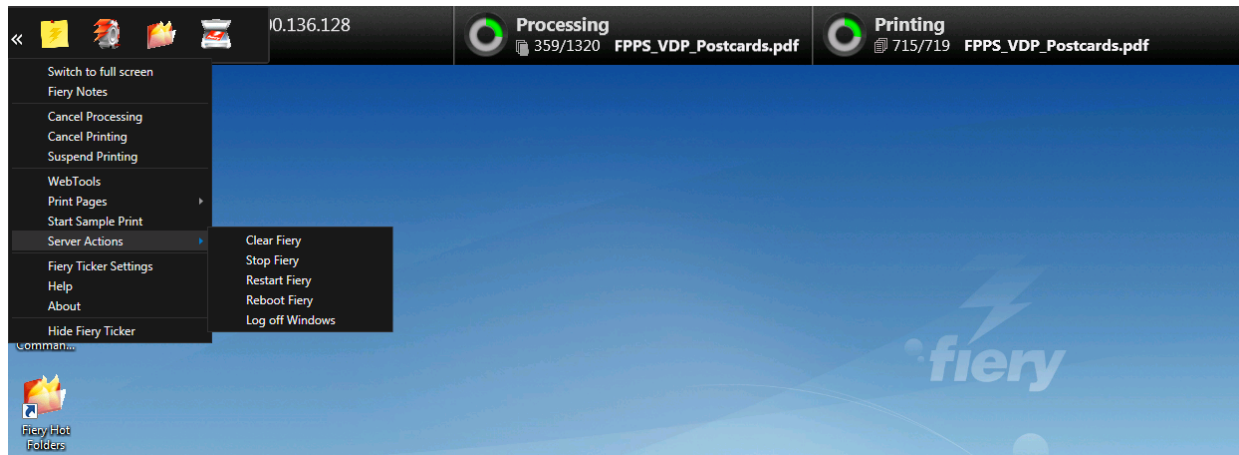 «
00.136.128
Processing
359/1320 FPPS_VDP_Postcards.pdf
Printing
715/719 FPPS_VDP_Postcards.pdf
Switch to full screen
Fiery Notes
Cancel Processing
Cancel Printing
Suspend Printing
WebTools
Print Pages
Start Sample Print
Server Actions
Clear Fiery
Stop Fiery
Restart Fiery
Reboot Fiery
Log off Windows
Fiery Ticker Settings
Help
About
Hide Fiery Ticker
Comman...
Fiery Hot
Folders
fiery